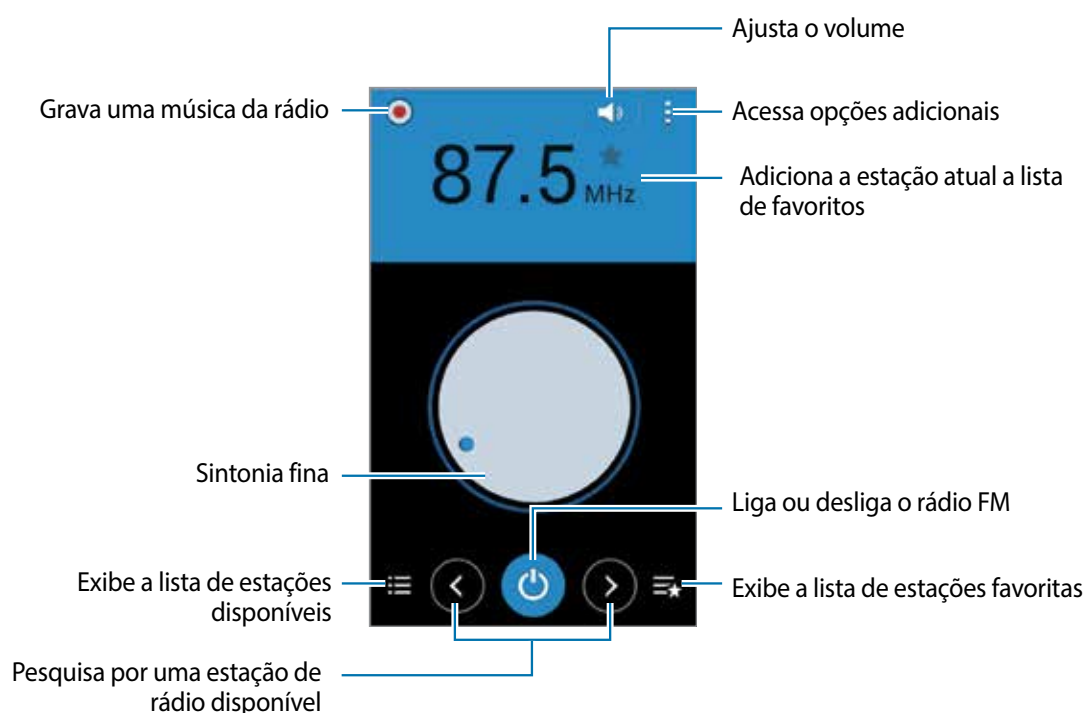 Ajusta o volume
Grava uma música da rádio
Acessa opções adicionais
87.5 MHz
Adiciona a estação atual a lista
de favoritos
Sintonia fina
Liga ou desliga o rádio FM
Exibe a lista de estações
disponíveis
Exibe a lista de estações favoritas
Pesquisa por uma estação de
rádio disponível